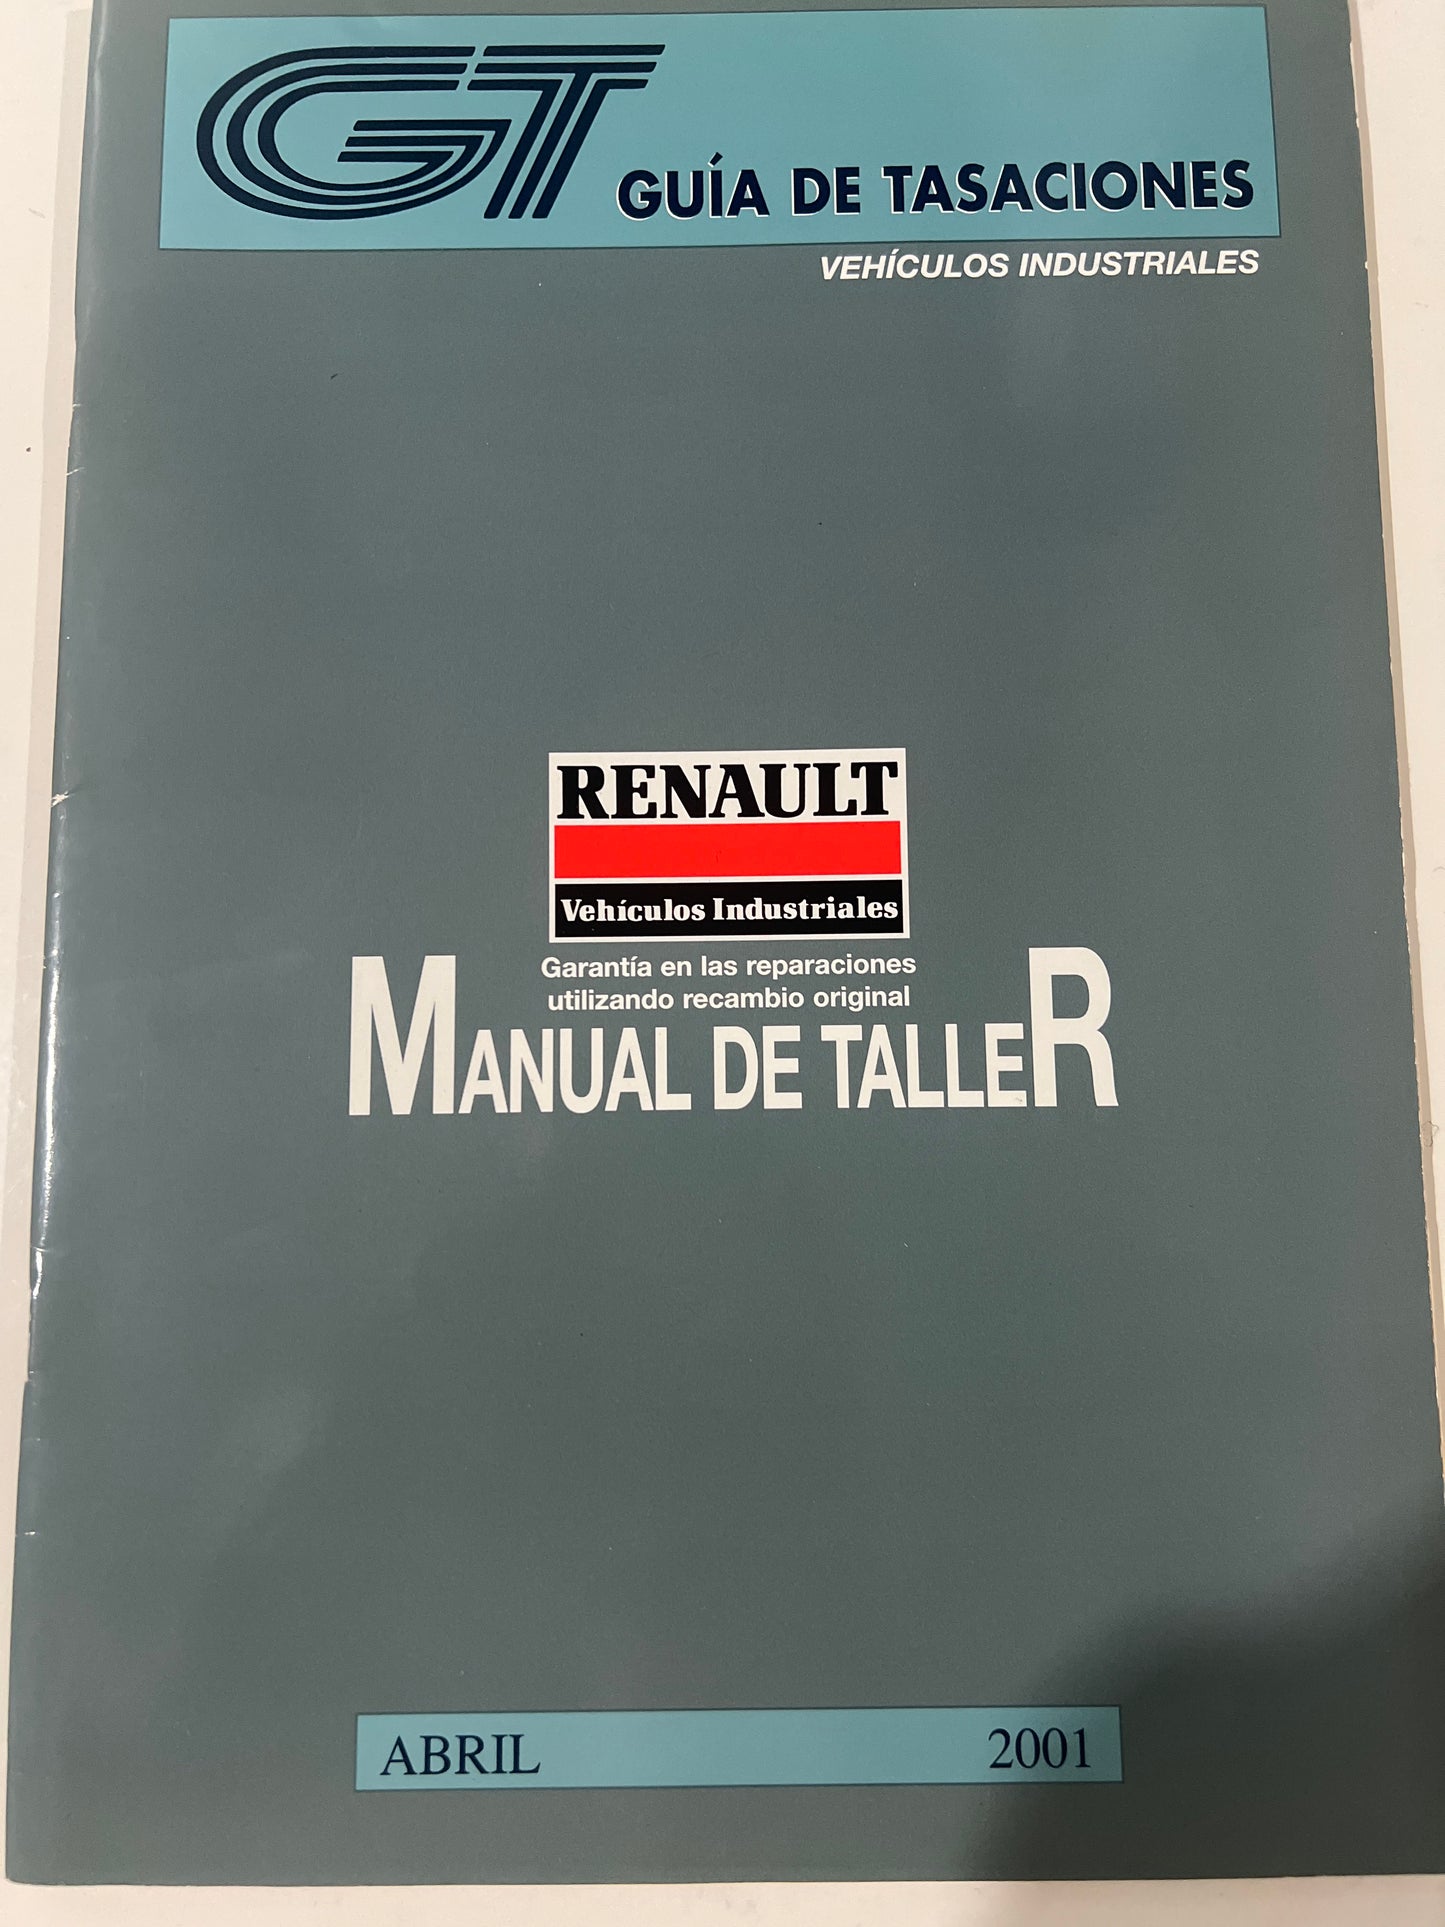 GT GUÍA DE TASACIONES
VEHÍCULOS INDUSTRIALES
RENAULT
Vehículos Industriales
Garantía en las reparaciones
utilizando recambio original
MANUAL DE TALLER
ABRIL 2001